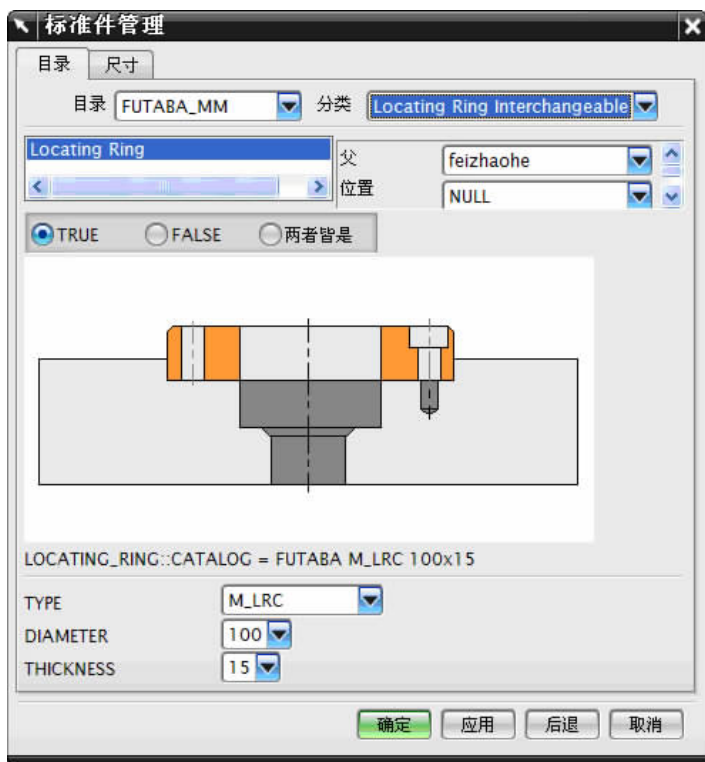 标准件管理
目录 尺寸
目录 FUTABA_MM 分类 Locating Ring Interchangeable
Locating Ring
父 feizhaohe
位置 NULL
TRUE FALSE 两者皆是
LOCATING_RING::CATALOG = FUTABA M_LRC 100x15
TYPE M_LRC
DIAMETER 100
THICKNESS 15
确定 应用 后退 取消